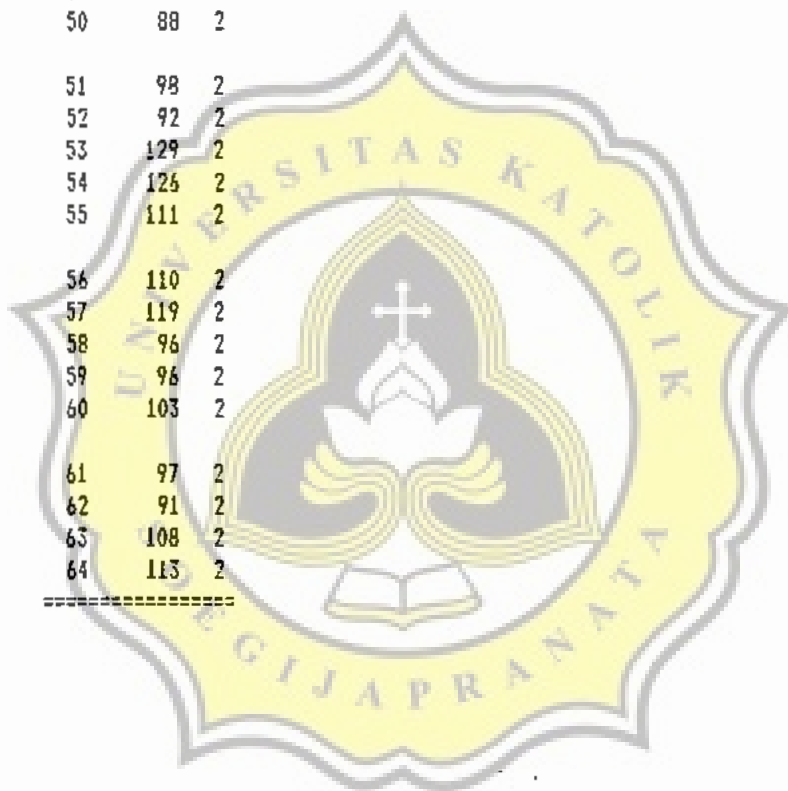 50 88 2
51 98 2
52 92 2
53 129 2
54 126 2
55 111 2
56 110 2
57 119 2
58 96 2
59 96 2
60 103 2
61 97 2
62 91 2
63 108 2
64 113 2
=================
UNIVERSITAS KATOLIK
SOEGIJAPRANATA